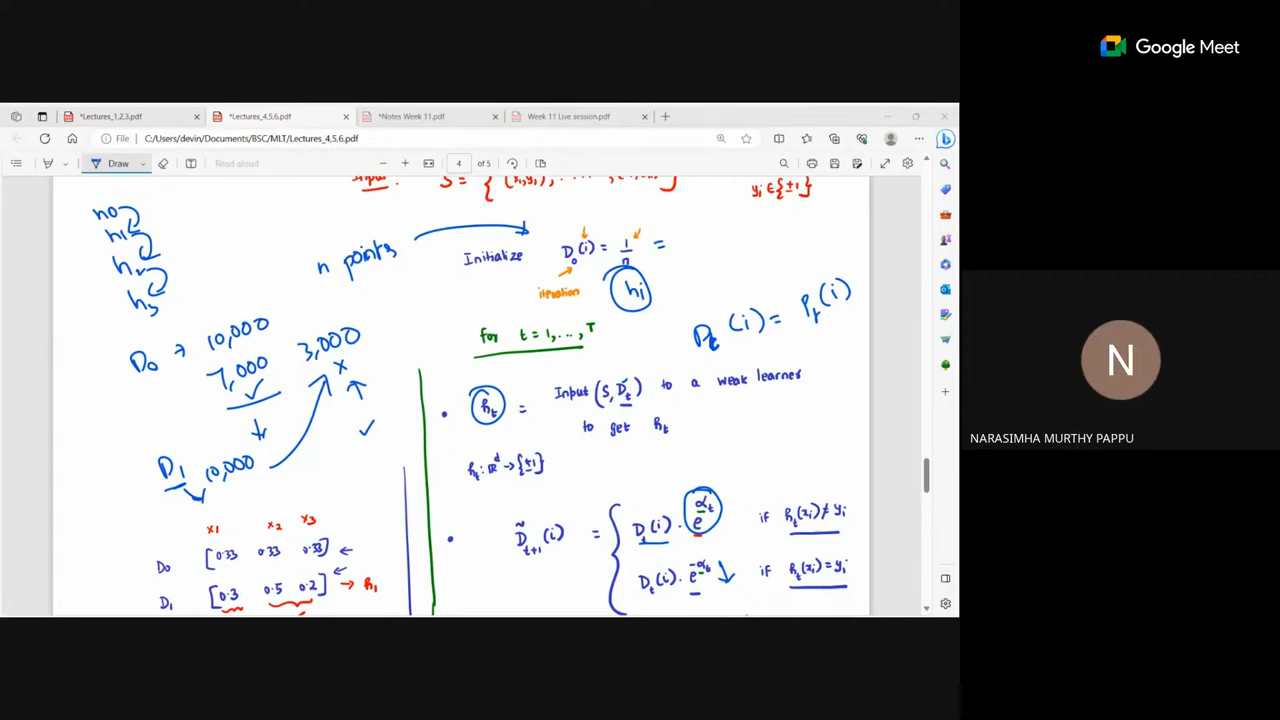 Google Meet
*Lectures_1,2,3.pdf
*Lectures_4,5,6.pdf
*Notes Week 11.pdf
Week 11 Live session.pdf
File
C:/Users/devin/Documents/BSC/MLT/Lectures_4,5,6.pdf
Draw
Read aloud
4 of 5
Input: S = { (x₁,y₁), . . . . ,
yᵢ ∈ {±1}
h0
h1
h2
h3
n points
Initialize D₀(i) = 1/n =
iteration
hi
for t = 1, ..., T
Dt (i) = Pt (i)
D0 → 10,000
7,000 3,000
D1 10,000
ht = Input (S, Dt) to a weak learner
to get ht
ht : ℝᵈ → {±1}
D̃t+1(i) = { Dt(i) · e^αt if ht(xi) ≠ yi
Dt(i) · e^-αt if ht(xi) = yi
x1 x2 x3
D0 [0.33 0.33 0.33]
D1 [0.3 0.5 0.2] → h1
N
NARASIMHA MURTHY PAPPU